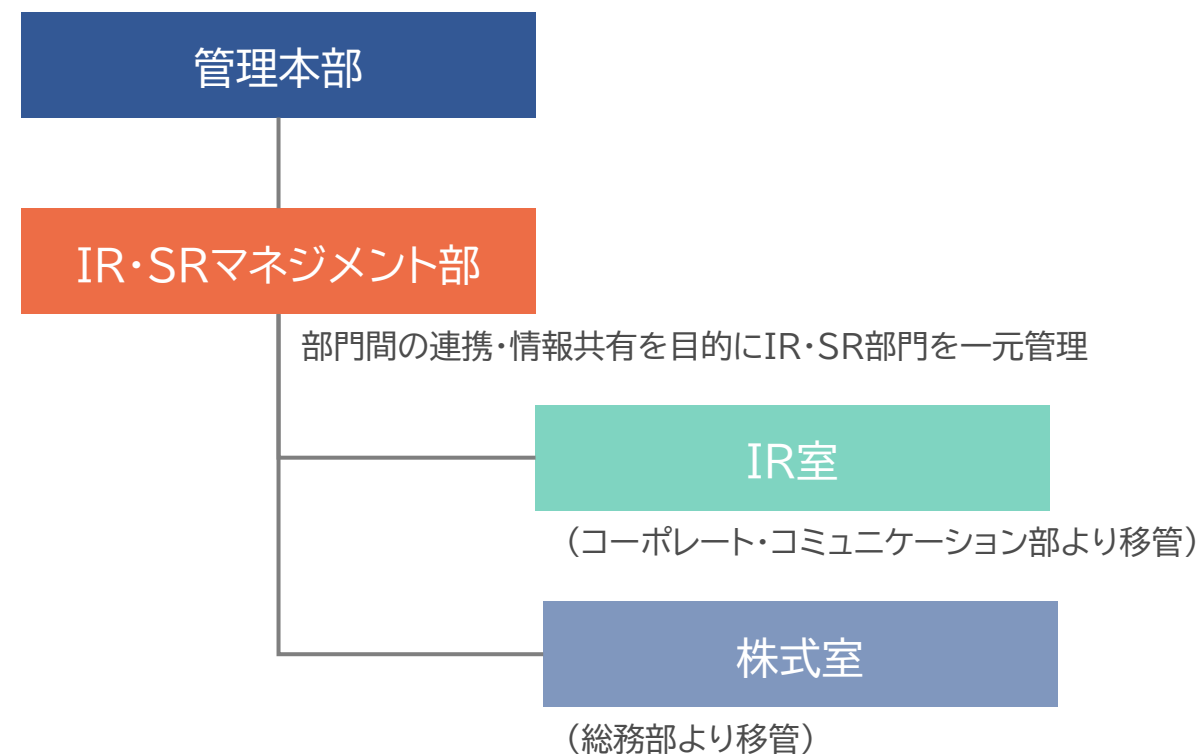 管理本部
IR・SRマネジメント部
部門間の連携・情報共有を目的にIR・SR部門を一元管理
IR室
（コーポレート・コミュニケーション部より移管）
株式室
（総務部より移管）